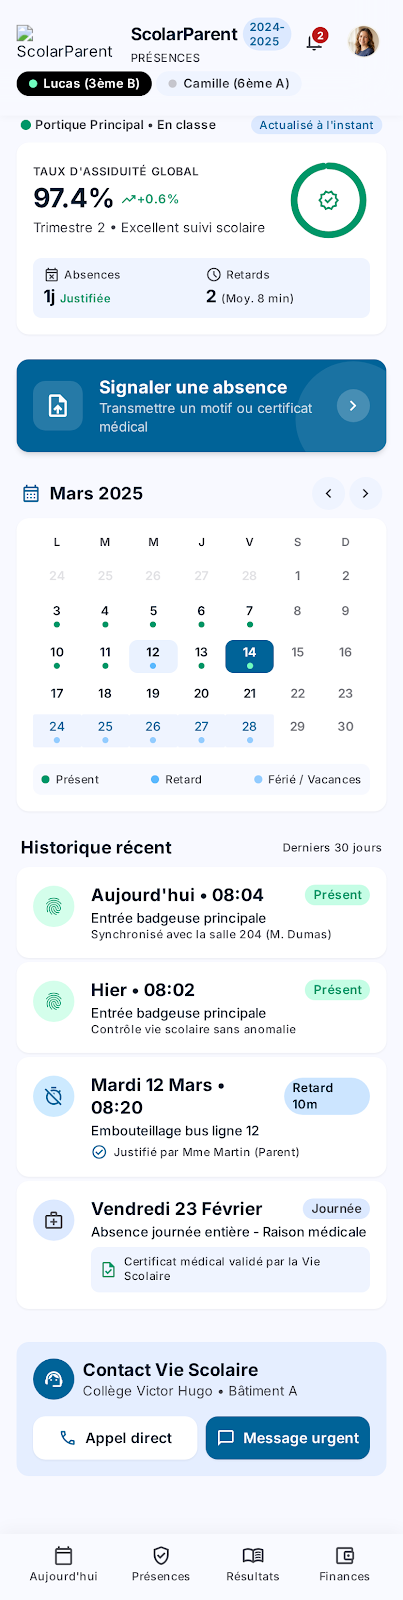 ScolarParent
ScolarParent
2024-
2025
2
PRÉSENCES
Lucas (3ème B)
Camille (6ème A)
Portique Principal • En classe
Actualisé à l'instant
TAUX D'ASSIDUITÉ GLOBAL
97.4% +0.6%
Trimestre 2 • Excellent suivi scolaire
Absences
1j Justifiée
Retards
2 (Moy. 8 min)
Signaler une absence
Transmettre un motif ou certificat
médical
Mars 2025
L M M J V S D
24 25 26 27 28 1 2
3 4 5 6 7 8 9
10 11 12 13 14 15 16
17 18 19 20 21 22 23
24 25 26 27 28 29 30
Présent Retard Férié / Vacances
Historique récent
Derniers 30 jours
Aujourd'hui • 08:04
Présent
Entrée badgeuse principale
Synchronisé avec la salle 204 (M. Dumas)
Hier • 08:02
Présent
Entrée badgeuse principale
Contrôle vie scolaire sans anomalie
Mardi 12 Mars •
08:20
Retard
10m
Embouteillage bus ligne 12
Justifié par Mme Martin (Parent)
Vendredi 23 Février
Journée
Absence journée entière - Raison médicale
Certificat médical validé par la Vie
Scolaire
Contact Vie Scolaire
Collège Victor Hugo • Bâtiment A
Appel direct
Message urgent
Aujourd'hui
Présences
Résultats
Finances